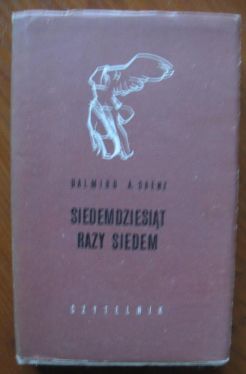 DALMIRO A. SAENZ
SIEDEMDZIESIĄT
RAZY SIEDEM
CZYTELNIK